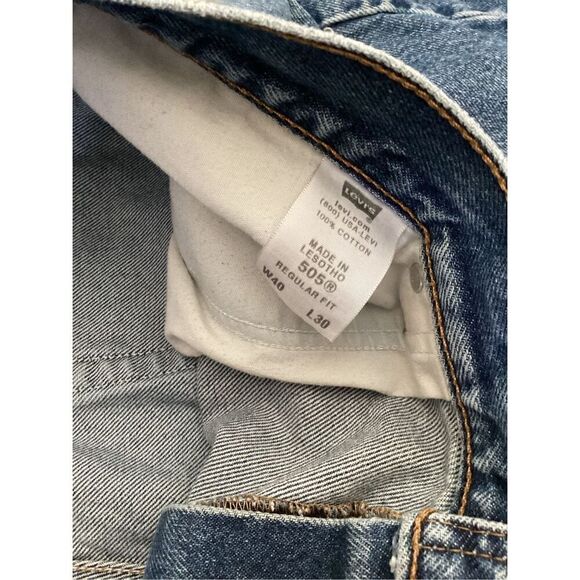 Levi's
levi.com
(800) USA-LEVI
100% COTTON
MADE IN
LESOTHO
505®
REGULAR FIT
W40 L30